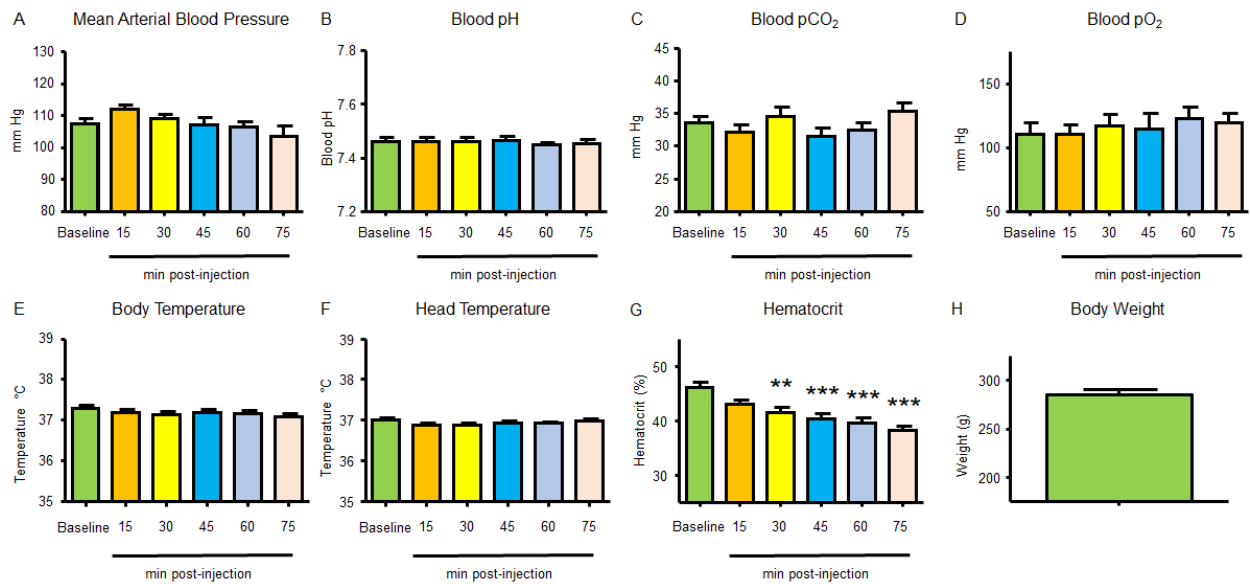 A Mean Arterial Blood Pressure
mm Hg
130
120
110
100
90
80
Baseline 15 30 45 60 75
min post-injection
B Blood pH
Blood pH
7.8
7.6
7.4
7.2
Baseline 15 30 45 60 75
min post-injection
C Blood pCO₂
mm Hg
45
40
35
30
25
20
Baseline 15 30 45 60 75
min post-injection
D Blood pO₂
mm Hg
150
100
50
Baseline 15 30 45 60 75
min post-injection
E Body Temperature
Temperature °C
39
38
37
36
35
Baseline 15 30 45 60 75
min post-injection
F Head Temperature
Temperature °C
39
38
37
36
35
Baseline 15 30 45 60 75
min post-injection
G Hematocrit
Hematocrit (%)
50
40
30
** *** *** ***
Baseline 15 30 45 60 75
min post-injection
H Body Weight
Weight (g)
300
250
200